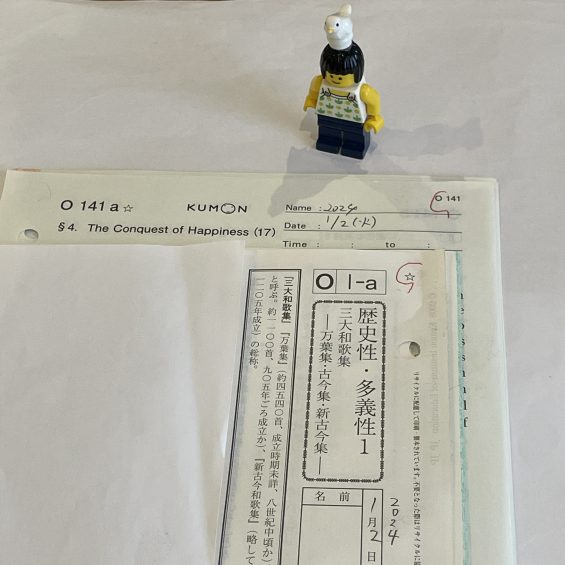 O 141 a ☆
KUMON
Name : 2024
O 141
§4. The Conquest of Happiness (17)
Date : 1/2(火)
Time : : to :
O 1-a ☆
歴史性・多義性1
三大和歌集
―万葉集・古今集・新古今集―
名前
2024
1月2日
『三大和歌集』『万葉集』(約四五四〇首、成立時期未詳、八世紀中頃か)
と呼ぶ。約一一〇〇首、九〇五年ごろ成立か)、『新古今和歌集』(略して
一二〇五年成立)の総称。